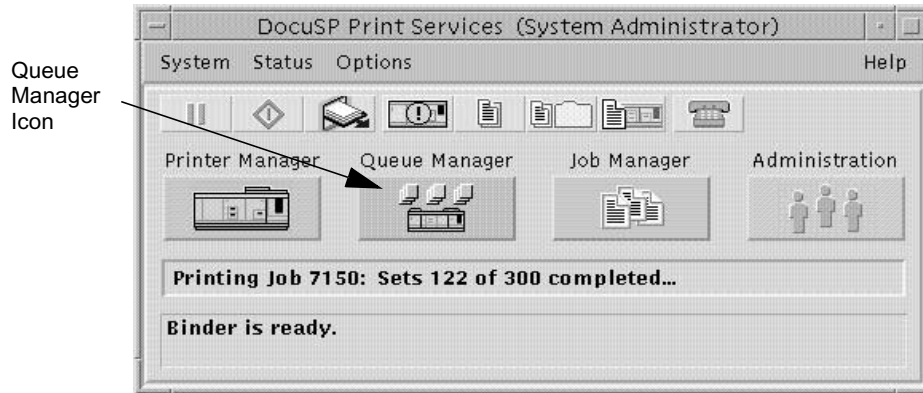 Queue
Manager
Icon
DocuSP Print Services (System Administrator)
System Status Options Help
Printer Manager Queue Manager Job Manager Administration
Printing Job 7150: Sets 122 of 300 completed...
Binder is ready.